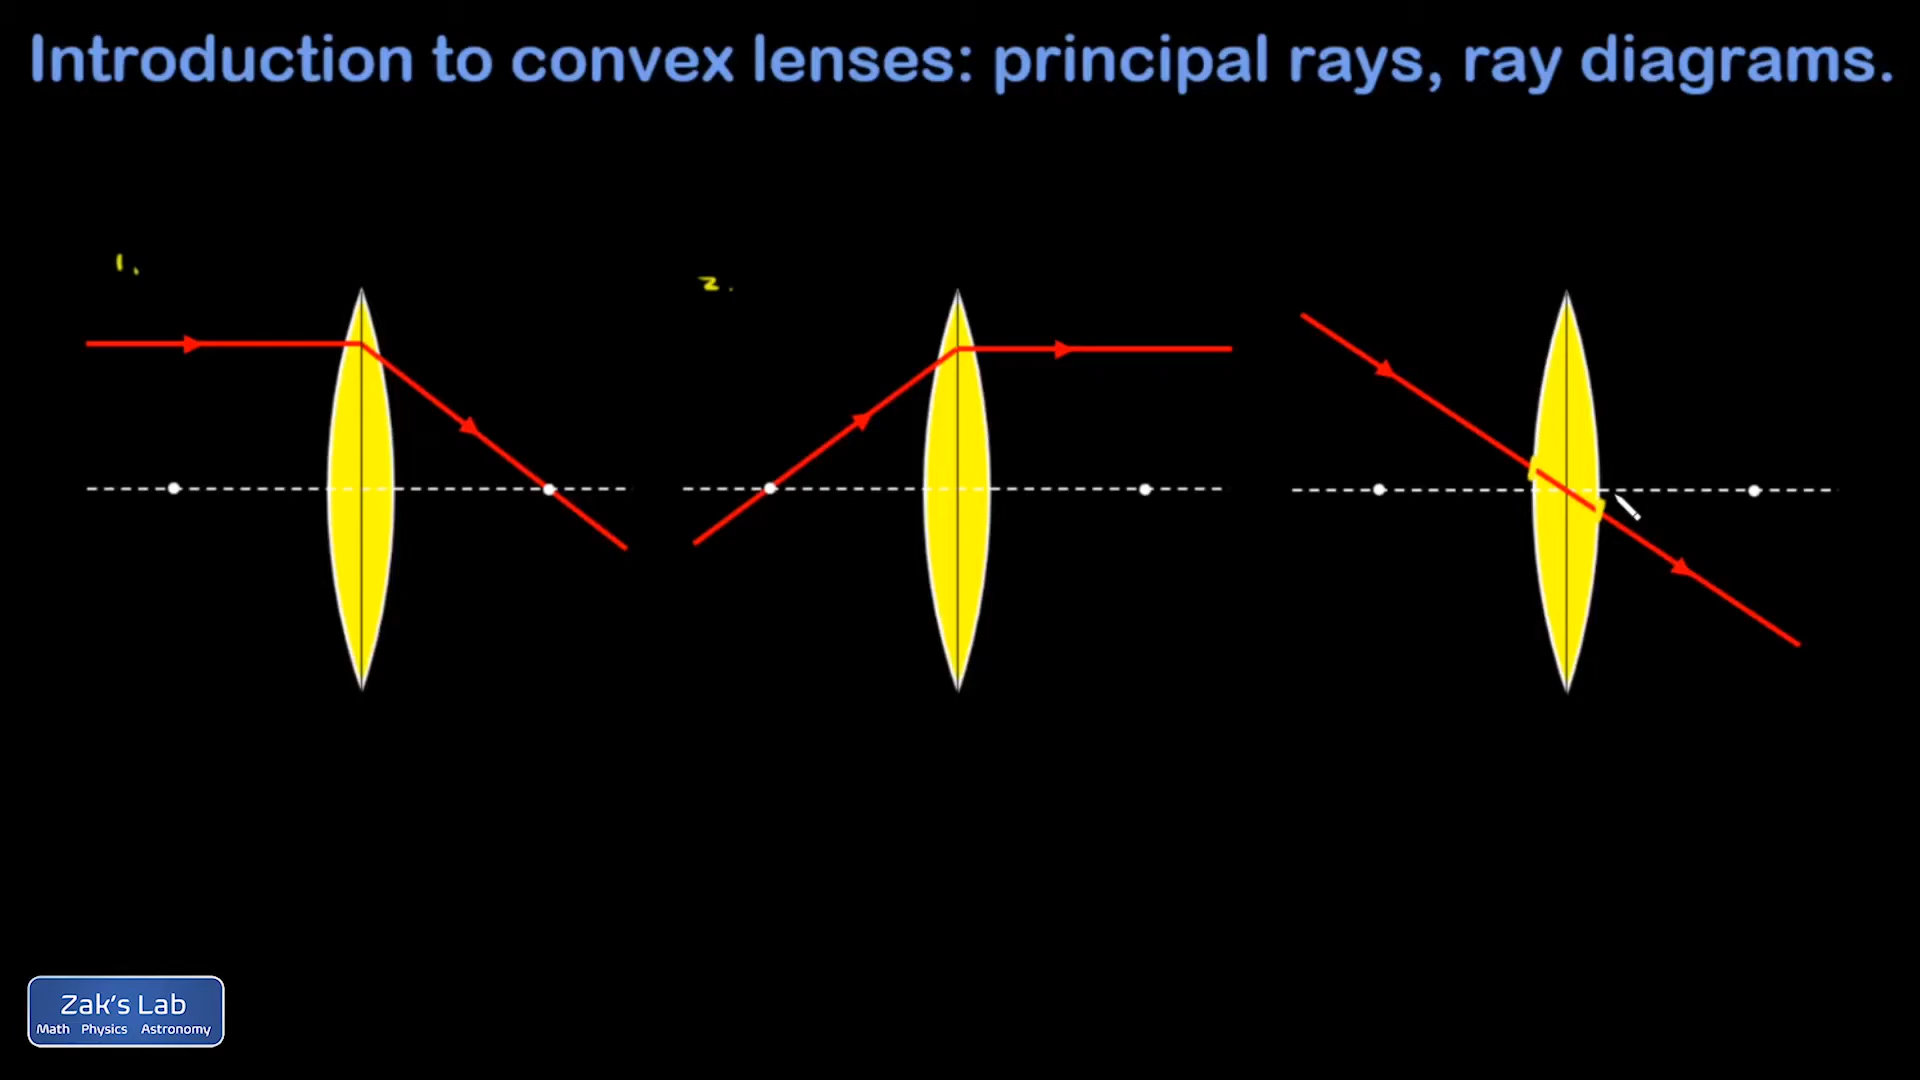 Introduction to convex lenses: principal rays, ray diagrams.
1.
2.
Zak's Lab
Math Physics Astronomy